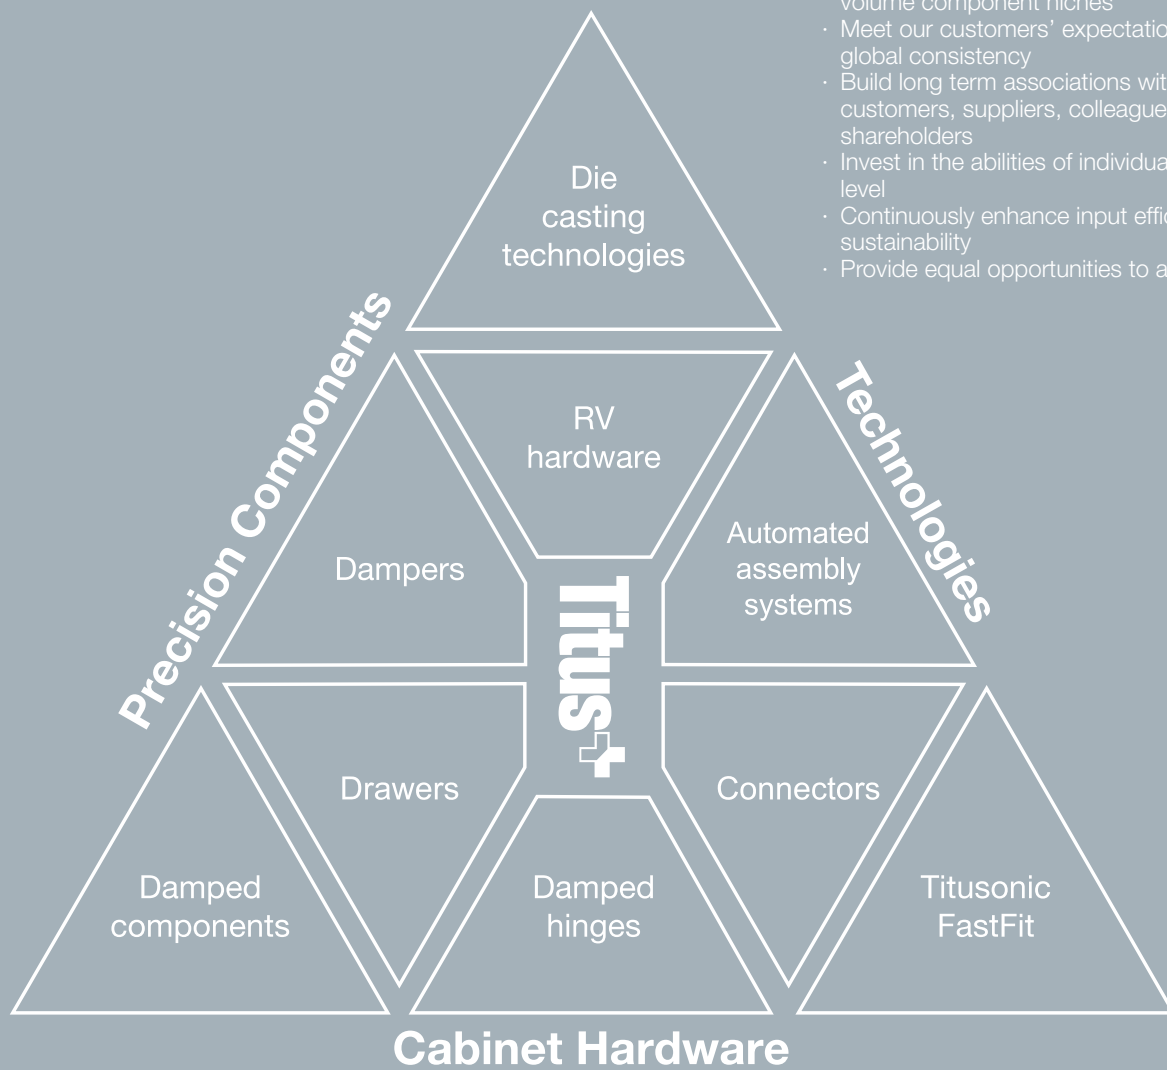 volume component niches
· Meet our customers’ expectatio
global consistency
· Build long term associations wit
customers, suppliers, colleague
shareholders
· Invest in the abilities of individua
level
· Continuously enhance input effic
sustainability
· Provide equal opportunities to a
Die
casting
technologies
Precision Components
Technologies
RV
hardware
Dampers
Automated
assembly
systems
Titus
Drawers
Connectors
Damped
components
Damped
hinges
Titusonic
FastFit
Cabinet Hardware